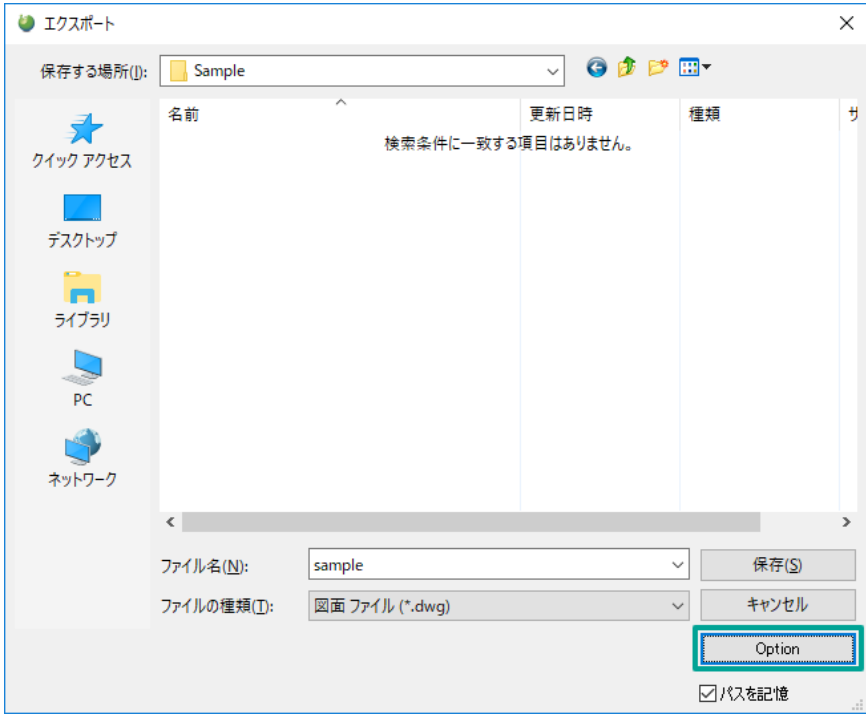 エクスポート
保存する場所(I): Sample
名前 更新日時 種類 サ
検索条件に一致する項目はありません。
クイック アクセス
デスクトップ
ライブラリ
PC
ネットワーク
ファイル名(N): sample 保存(S)
ファイルの種類(T): 図面 ファイル (*.dwg) キャンセル
Option
パスを記憶